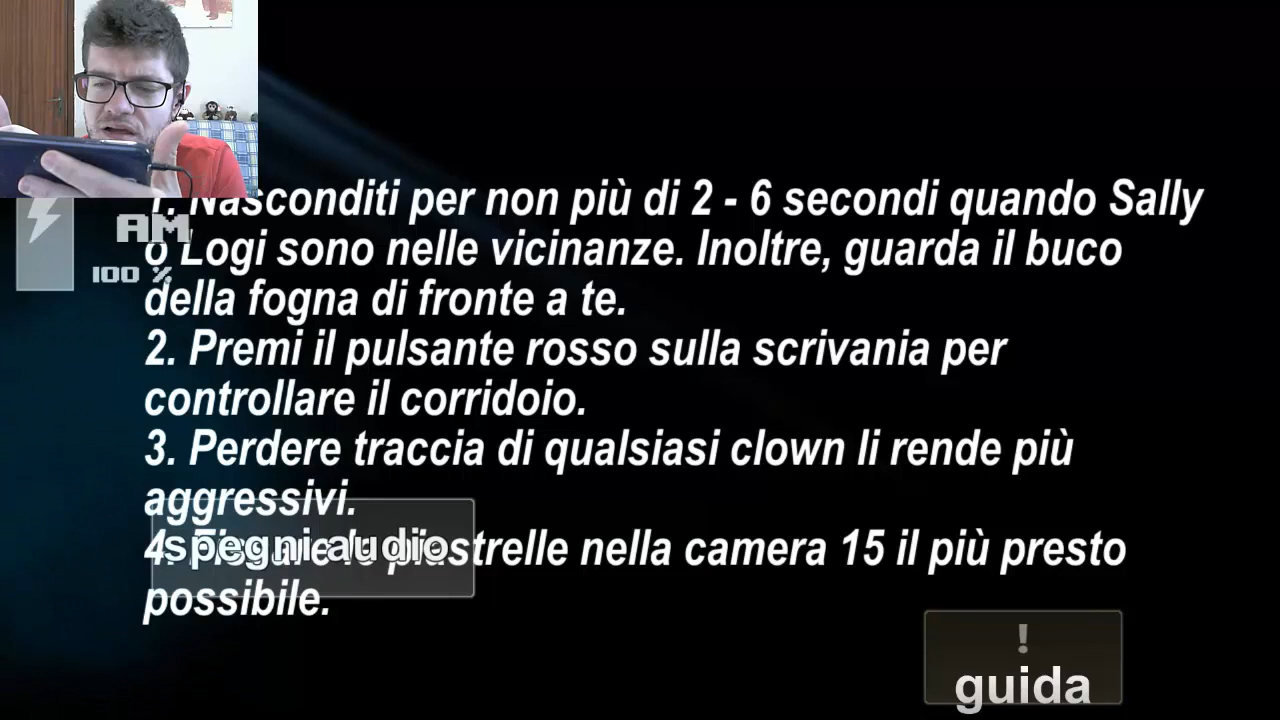 1. Nasconditi per non più di 2 - 6 secondi quando Sally
o Logi sono nelle vicinanze. Inoltre, guarda il buco
della fogna di fronte a te.
2. Premi il pulsante rosso sulla scrivania per
controllare il corridoio.
3. Perdere traccia di qualsiasi clown li rende più
aggressivi.
4. piastrelle nella camera 15 il più presto
possibile.
AM
100 %
spegni audio
!
guida